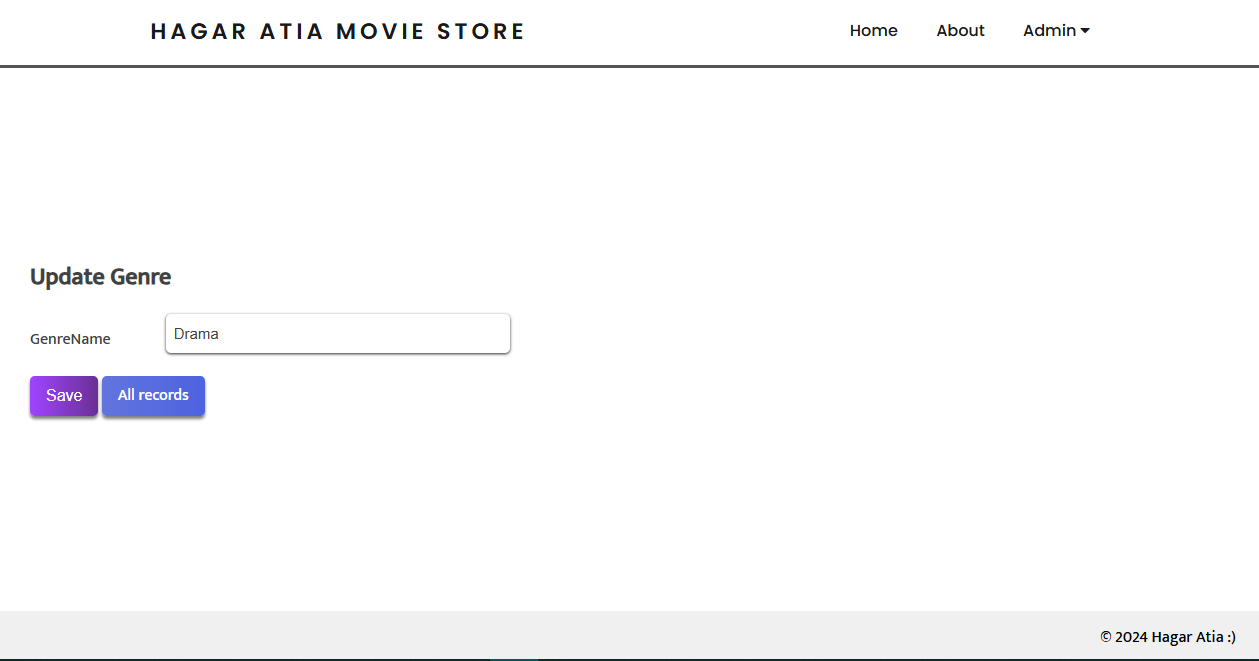 HAGAR ATIA MOVIE STORE
Home About Admin
Update Genre
GenreName Drama
Save All records
© 2024 Hagar Atia :)